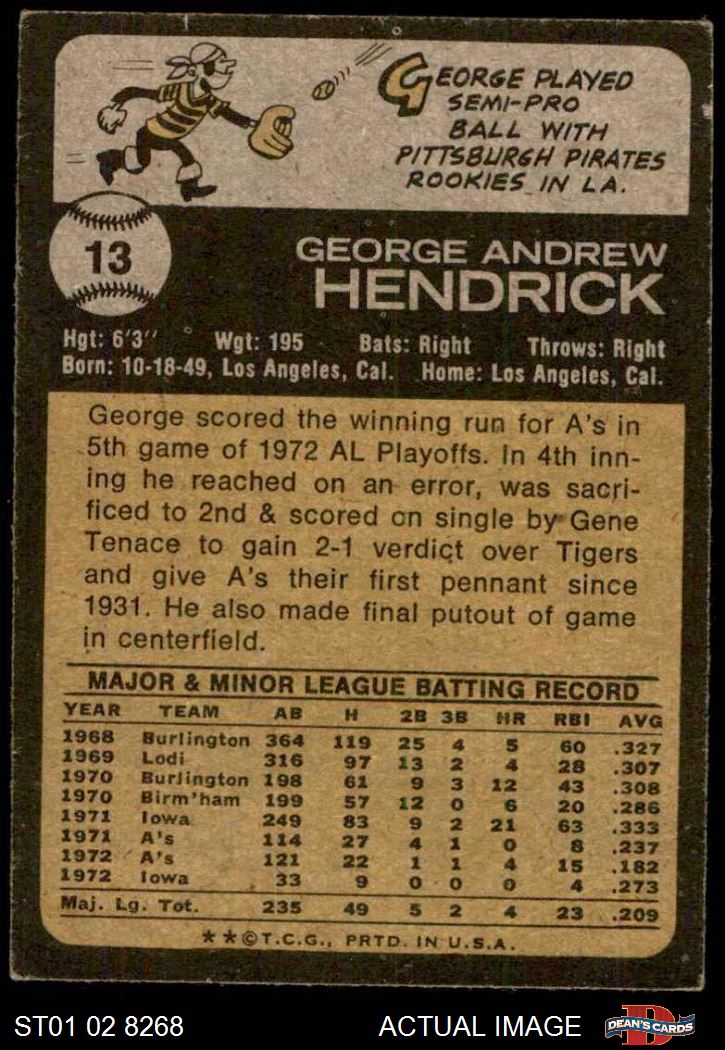 GEORGE PLAYED
SEMI-PRO
BALL WITH
PITTSBURGH PIRATES
ROOKIES IN LA.
13
GEORGE ANDREW
HENDRICK
Hgt: 6'3" Wgt: 195 Bats: Right Throws: Right
Born: 10-18-49, Los Angeles, Cal. Home: Los Angeles, Cal.
George scored the winning run for A's in
5th game of 1972 AL Playoffs. In 4th inn-
ing he reached on an error, was sacri-
ficed to 2nd & scored on single by Gene
Tenace to gain 2-1 verdict over Tigers
and give A's their first pennant since
1931. He also made final putout of game
in centerfield.
MAJOR & MINOR LEAGUE BATTING RECORD
YEAR TEAM AB H 2B 3B HR RBI AVG
1968 Burlington 364 119 25 4 5 60 .327
1969 Lodi 316 97 13 2 4 28 .307
1970 Burlington 198 61 9 3 12 43 .308
1970 Birm'ham 199 57 12 0 6 20 .286
1971 Iowa 249 83 9 2 21 63 .333
1971 A's 114 27 4 1 0 8 .237
1972 A's 121 22 1 1 4 15 .182
1972 Iowa 33 9 0 0 0 4 .273
Maj. Lg. Tot. 235 49 5 2 4 23 .209
**©T.C.G., PRTD. IN U.S.A.
ST01 02 8268 ACTUAL IMAGE D DEAN'S CARDS